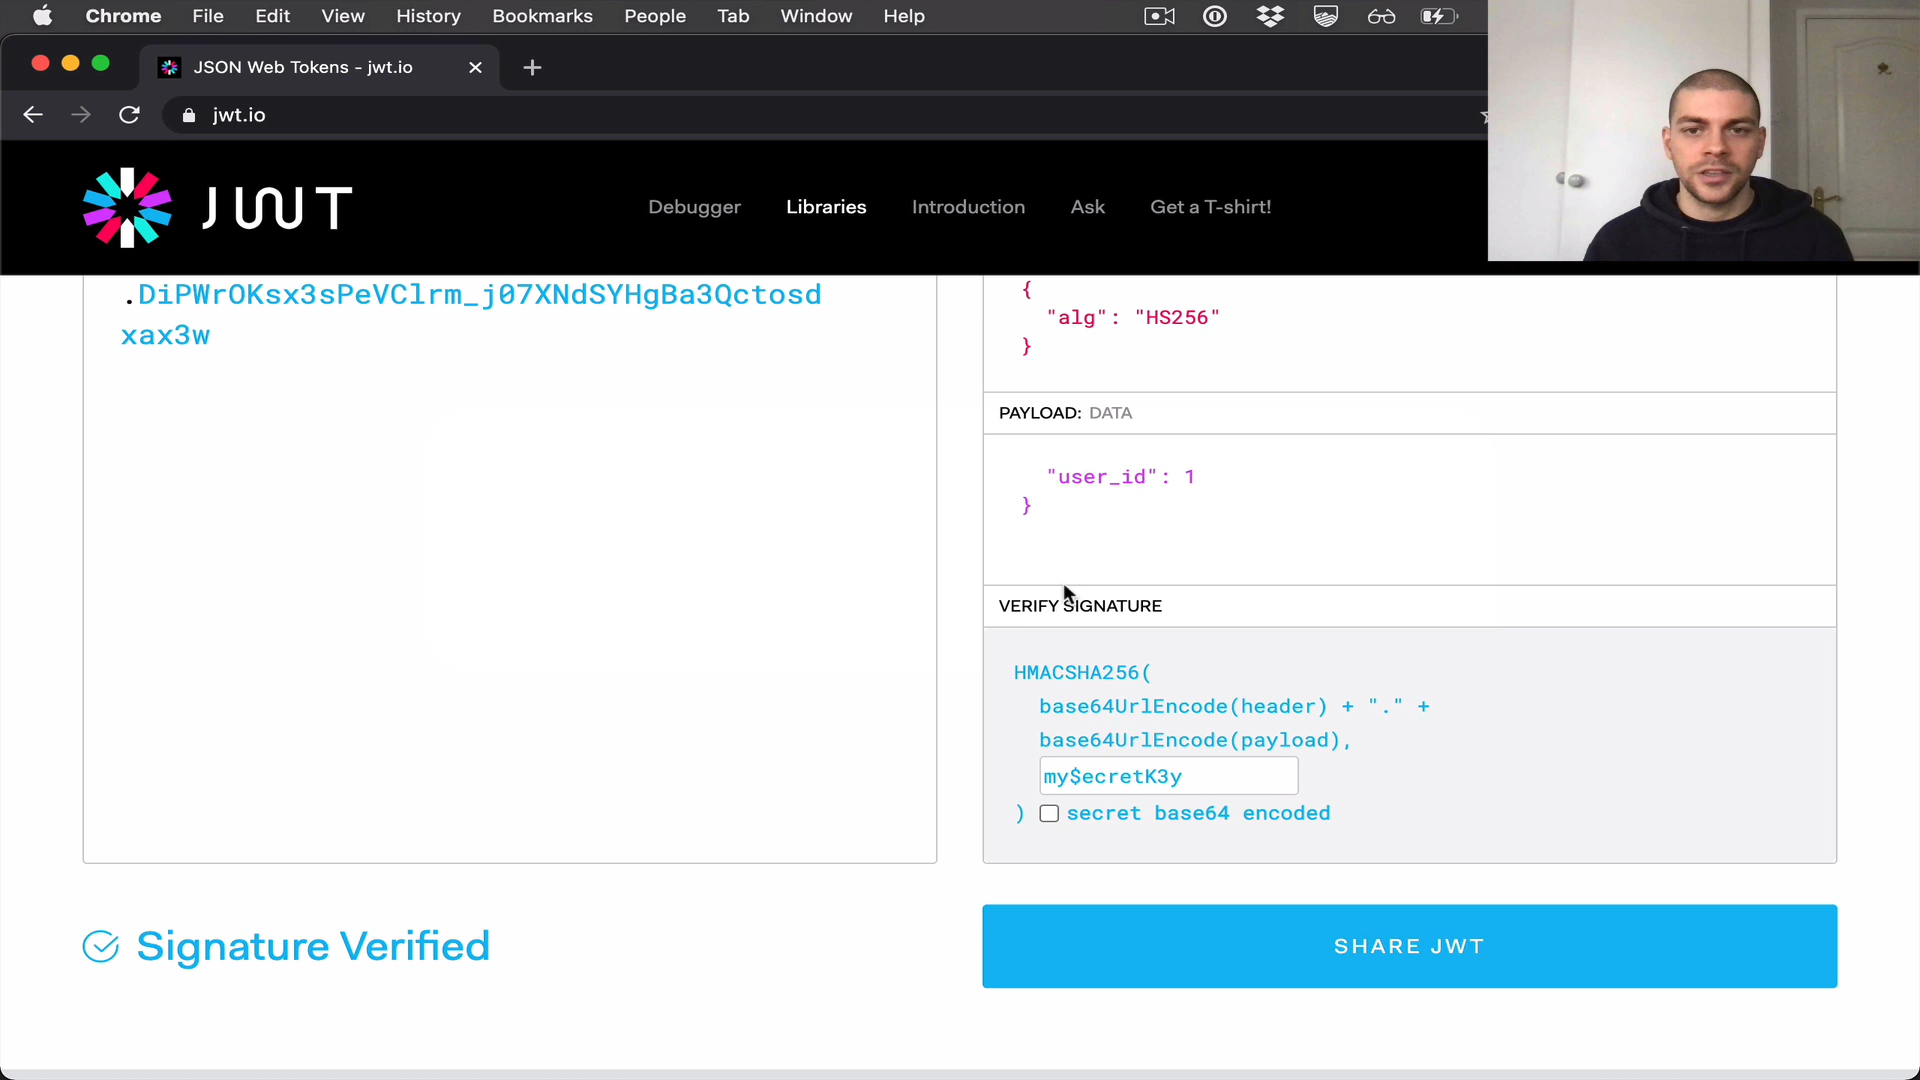 Chrome File Edit View History Bookmarks People Tab Window Help
JSON Web Tokens - jwt.io
jwt.io
JWT
Debugger Libraries Introduction Ask Get a T-shirt!
.DiPWrOKsx3sPeVClrm_j07XNdSYHgBa3Qctosd
xax3w
{
"alg": "HS256"
}
PAYLOAD: DATA
"user_id": 1
}
VERIFY SIGNATURE
HMACSHA256(
base64UrlEncode(header) + "." +
base64UrlEncode(payload),
my$ecretK3y
) secret base64 encoded
Signature Verified
SHARE JWT